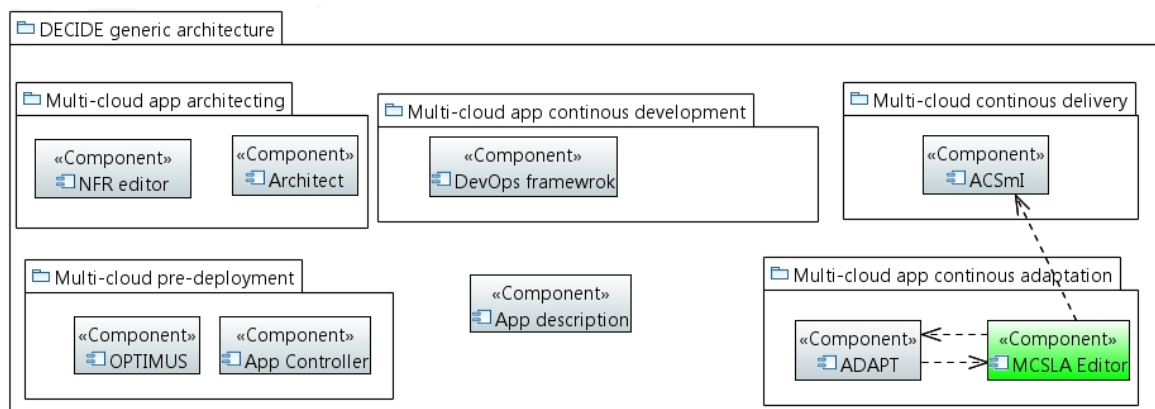 DECIDE generic architecture
Multi-cloud app architecting
«Component»
NFR editor
«Component»
Architect
Multi-cloud app continous development
«Component»
DevOps framewrok
Multi-cloud continous delivery
«Component»
ACSmI
Multi-cloud pre-deployment
«Component»
OPTIMUS
«Component»
App Controller
«Component»
App description
Multi-cloud app continous adaptation
«Component»
ADAPT
«Component»
MCSLA Editor